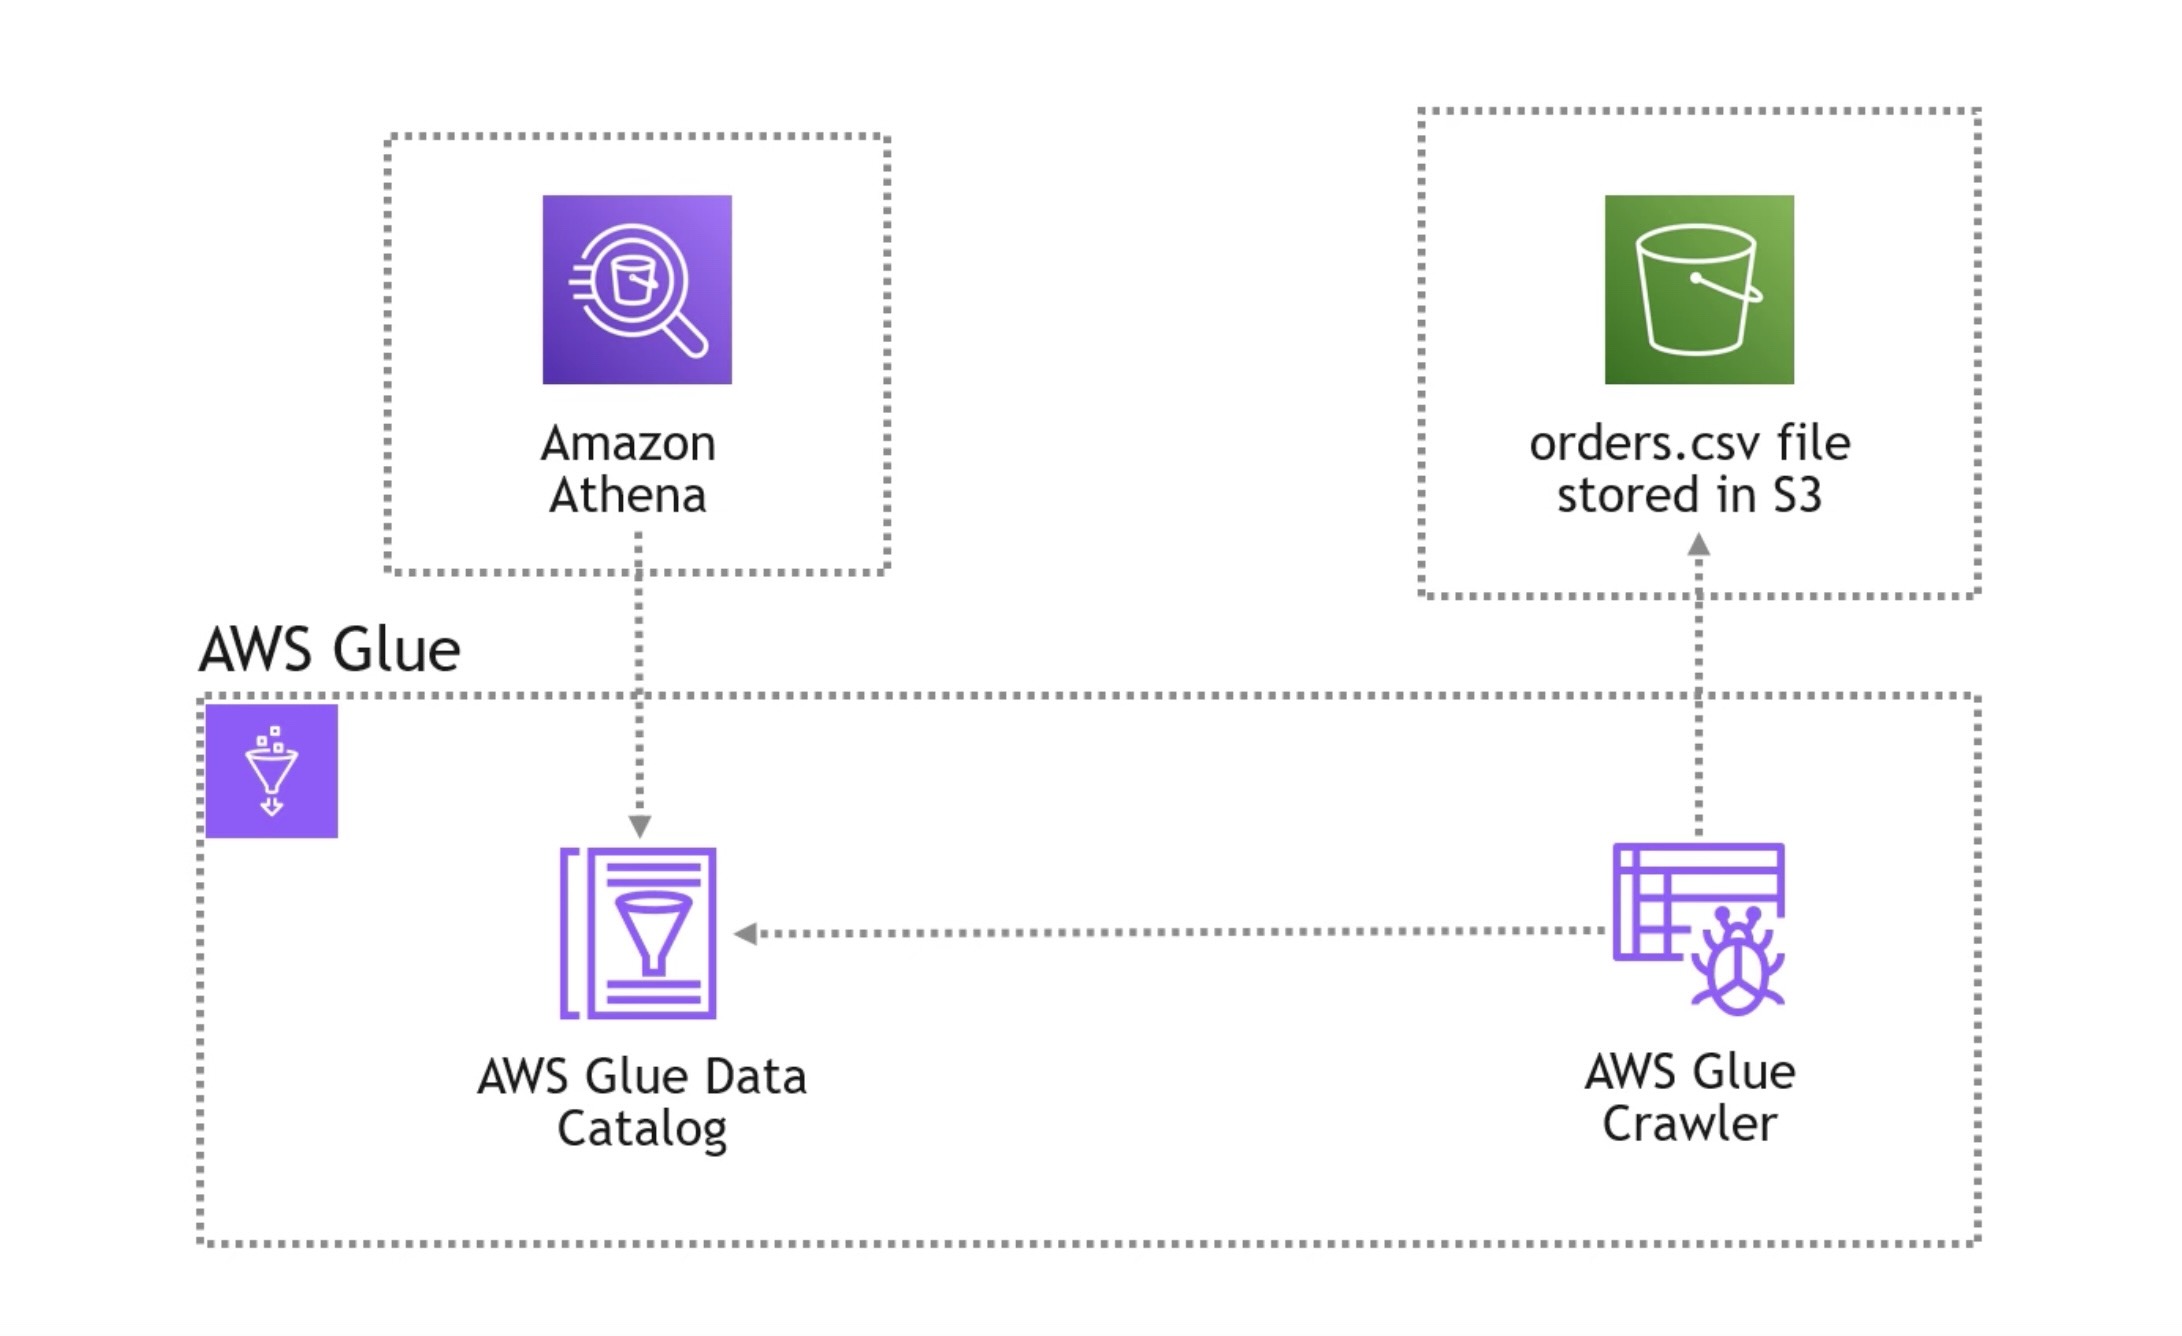 Amazon
Athena
orders.csv file
stored in S3
AWS Glue
AWS Glue Data
Catalog
AWS Glue
Crawler